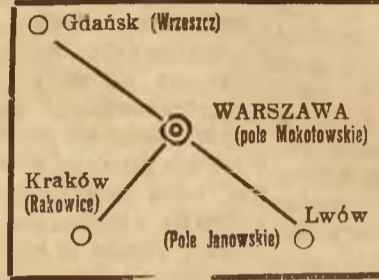 Gdańsk (Wrzeszcz)
WARSZAWA
(pole Mokotowskie)
Kraków
(Rakowice)
Lwów
(Pole Janowskie)